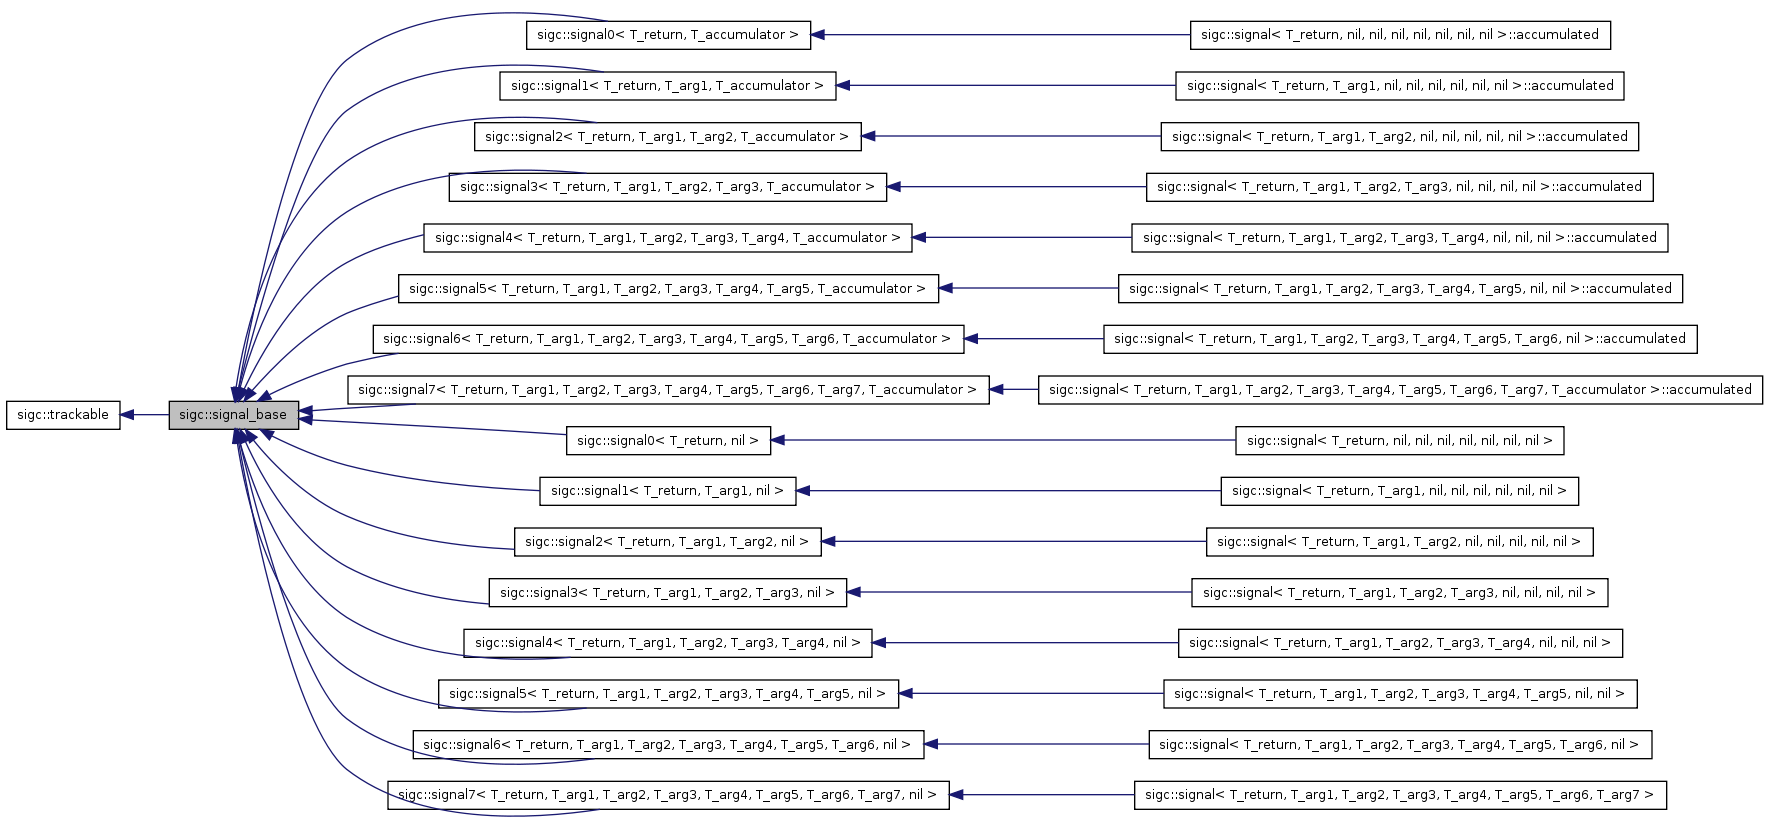 sigc::signal0< T_return, T_accumulator >
sigc::signal< T_return, nil, nil, nil, nil, nil, nil, nil >::accumulated
sigc::signal1< T_return, T_arg1, T_accumulator >
sigc::signal< T_return, T_arg1, nil, nil, nil, nil, nil, nil >::accumulated
sigc::signal2< T_return, T_arg1, T_arg2, T_accumulator >
sigc::signal< T_return, T_arg1, T_arg2, nil, nil, nil, nil, nil >::accumulated
sigc::signal3< T_return, T_arg1, T_arg2, T_arg3, T_accumulator >
sigc::signal< T_return, T_arg1, T_arg2, T_arg3, nil, nil, nil, nil >::accumulated
sigc::signal4< T_return, T_arg1, T_arg2, T_arg3, T_arg4, T_accumulator >
sigc::signal< T_return, T_arg1, T_arg2, T_arg3, T_arg4, nil, nil, nil >::accumulated
sigc::signal5< T_return, T_arg1, T_arg2, T_arg3, T_arg4, T_arg5, T_accumulator >
sigc::signal< T_return, T_arg1, T_arg2, T_arg3, T_arg4, T_arg5, nil, nil >::accumulated
sigc::signal6< T_return, T_arg1, T_arg2, T_arg3, T_arg4, T_arg5, T_arg6, T_accumulator >
sigc::signal< T_return, T_arg1, T_arg2, T_arg3, T_arg4, T_arg5, T_arg6, nil >::accumulated
sigc::signal7< T_return, T_arg1, T_arg2, T_arg3, T_arg4, T_arg5, T_arg6, T_arg7, T_accumulator >
sigc::signal< T_return, T_arg1, T_arg2, T_arg3, T_arg4, T_arg5, T_arg6, T_arg7, T_accumulator >::accumulated
sigc::trackable
sigc::signal_base
sigc::signal0< T_return, nil >
sigc::signal< T_return, nil, nil, nil, nil, nil, nil, nil >
sigc::signal1< T_return, T_arg1, nil >
sigc::signal< T_return, T_arg1, nil, nil, nil, nil, nil, nil >
sigc::signal2< T_return, T_arg1, T_arg2, nil >
sigc::signal< T_return, T_arg1, T_arg2, nil, nil, nil, nil, nil >
sigc::signal3< T_return, T_arg1, T_arg2, T_arg3, nil >
sigc::signal< T_return, T_arg1, T_arg2, T_arg3, nil, nil, nil, nil >
sigc::signal4< T_return, T_arg1, T_arg2, T_arg3, T_arg4, nil >
sigc::signal< T_return, T_arg1, T_arg2, T_arg3, T_arg4, nil, nil, nil >
sigc::signal5< T_return, T_arg1, T_arg2, T_arg3, T_arg4, T_arg5, nil >
sigc::signal< T_return, T_arg1, T_arg2, T_arg3, T_arg4, T_arg5, nil, nil >
sigc::signal6< T_return, T_arg1, T_arg2, T_arg3, T_arg4, T_arg5, T_arg6, nil >
sigc::signal< T_return, T_arg1, T_arg2, T_arg3, T_arg4, T_arg5, T_arg6, nil >
sigc::signal7< T_return, T_arg1, T_arg2, T_arg3, T_arg4, T_arg5, T_arg6, T_arg7, nil >
sigc::signal< T_return, T_arg1, T_arg2, T_arg3, T_arg4, T_arg5, T_arg6, T_arg7 >